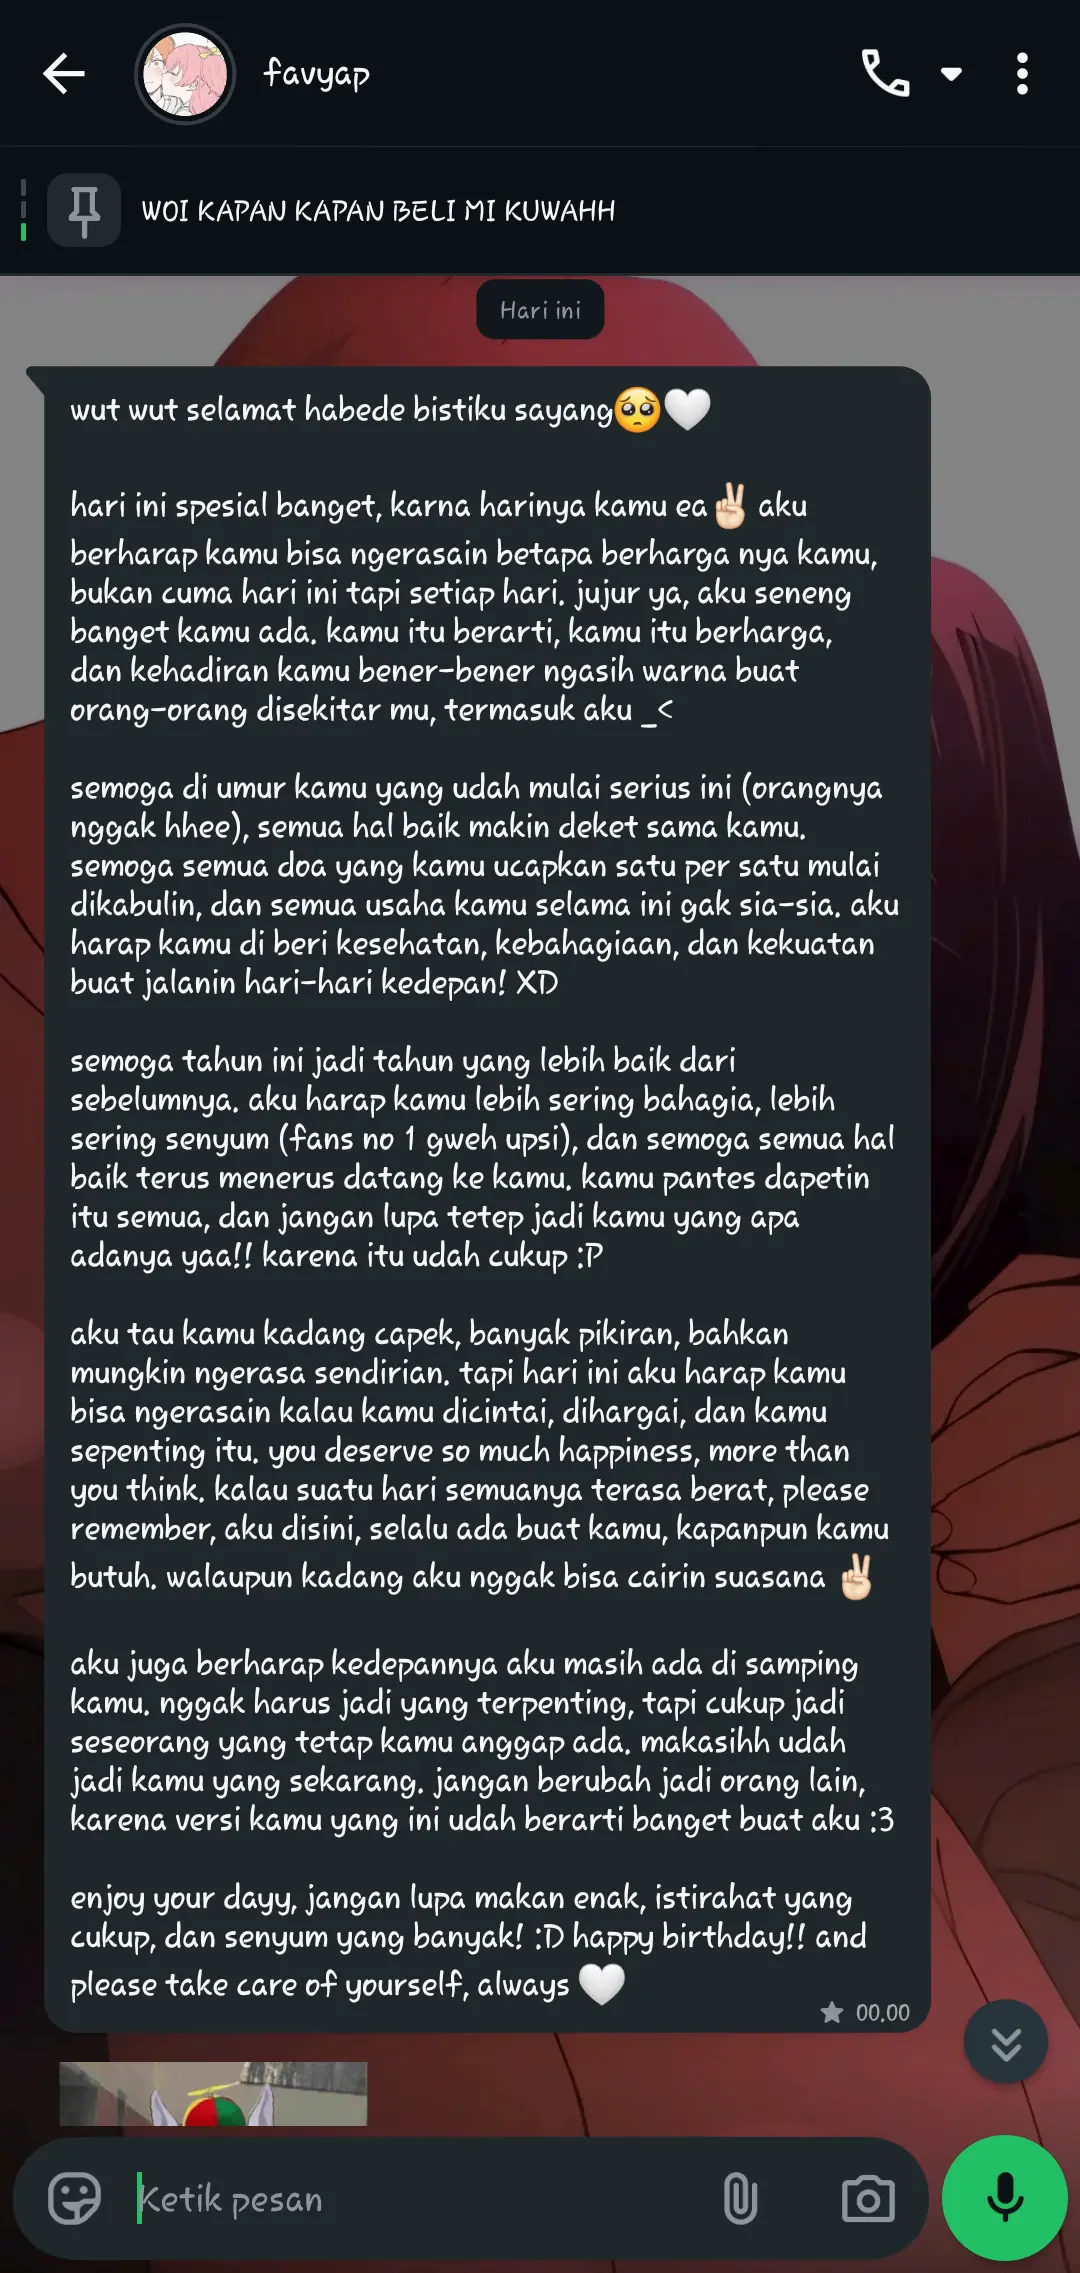 favyap
WOI KAPAN KAPAN BELI MI KUWAHH
Hari ini
wut wut selamat habede bistiku sayang🥺🤍
hari ini spesial banget, karna harinya kamu ea✌🏻 aku
berharap kamu bisa ngerasain betapa berharga nya kamu,
bukan cuma hari ini tapi setiap hari. jujur ya, aku seneng
banget kamu ada. kamu itu berarti, kamu itu berharga,
dan kehadiran kamu bener-bener ngasih warna buat
orang-orang disekitar mu, termasuk aku _<
semoga di umur kamu yang udah mulai serius ini (orangnya
nggak hhee), semua hal baik makin deket sama kamu.
semoga semua doa yang kamu ucapkan satu per satu mulai
dikabulin, dan semua usaha kamu selama ini gak sia-sia. aku
harap kamu di beri kesehatan, kebahagiaan, dan kekuatan
buat jalanin hari-hari kedepan! XD
semoga tahun ini jadi tahun yang lebih baik dari
sebelumnya. aku harap kamu lebih sering bahagia, lebih
sering senyum (fans no 1 gweh upsi), dan semoga semua hal
baik terus menerus datang ke kamu. kamu pantes dapetin
itu semua, dan jangan lupa tetep jadi kamu yang apa
adanya yaa!! karena itu udah cukup :P
aku tau kamu kadang capek, banyak pikiran, bahkan
mungkin ngerasa sendirian. tapi hari ini aku harap kamu
bisa ngerasain kalau kamu dicintai, dihargai, dan kamu
sepenting itu. you deserve so much happiness, more than
you think. kalau suatu hari semuanya terasa berat, please
remember, aku disini, selalu ada buat kamu, kapanpun kamu
butuh. walaupun kadang aku nggak bisa cairin suasana ✌🏻
aku juga berharap kedepannya aku masih ada di samping
kamu. nggak harus jadi yang terpenting, tapi cukup jadi
seseorang yang tetap kamu anggap ada. makasihh udah
jadi kamu yang sekarang. jangan berubah jadi orang lain,
karena versi kamu yang ini udah berarti banget buat aku :3
enjoy your dayy, jangan lupa makan enak, istirahat yang
cukup, dan senyum yang banyak! :D happy birthday!! and
please take care of yourself, always 🤍
00.00
Ketik pesan